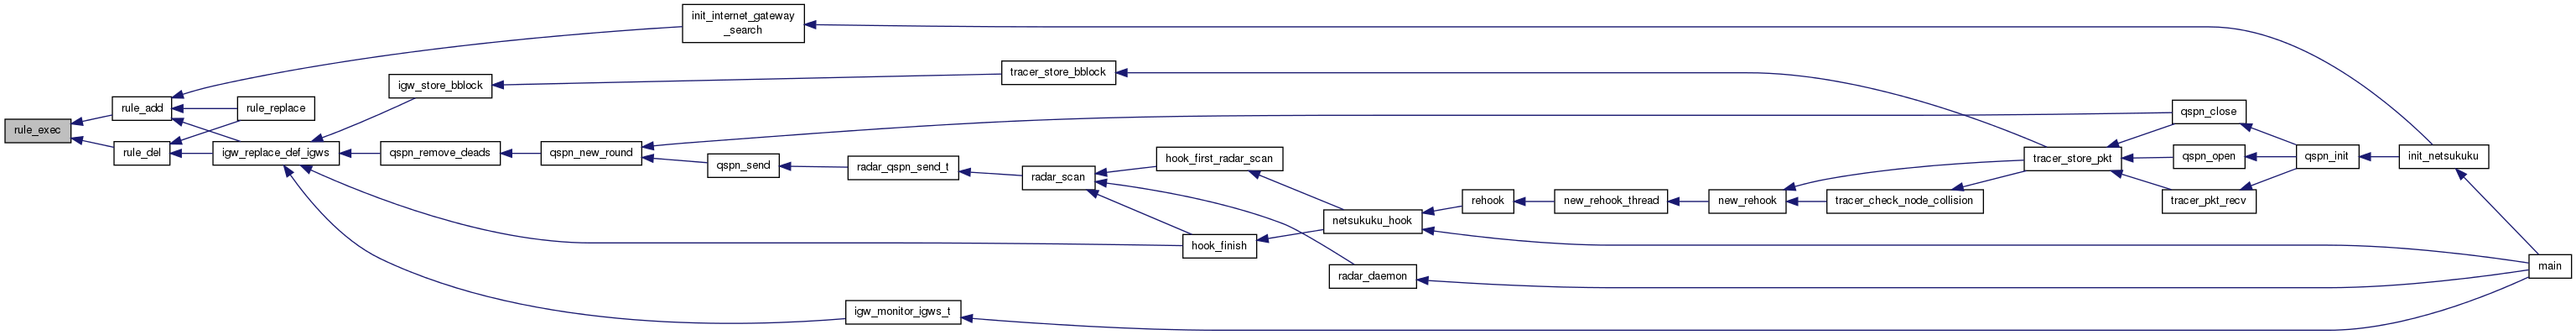 rule_exec
rule_add
rule_del
init_internet_gateway
_search
rule_replace
igw_replace_def_igws
igw_store_bblock
qspn_remove_deads
qspn_new_round
tracer_store_bblock
qspn_send
radar_qspn_send_t
radar_scan
hook_first_radar_scan
hook_finish
igw_monitor_igws_t
netsukuku_hook
radar_daemon
rehook
new_rehook_thread
new_rehook
tracer_check_node_collision
tracer_store_pkt
qspn_close
qspn_open
tracer_pkt_recv
qspn_init
init_netsukuku
main